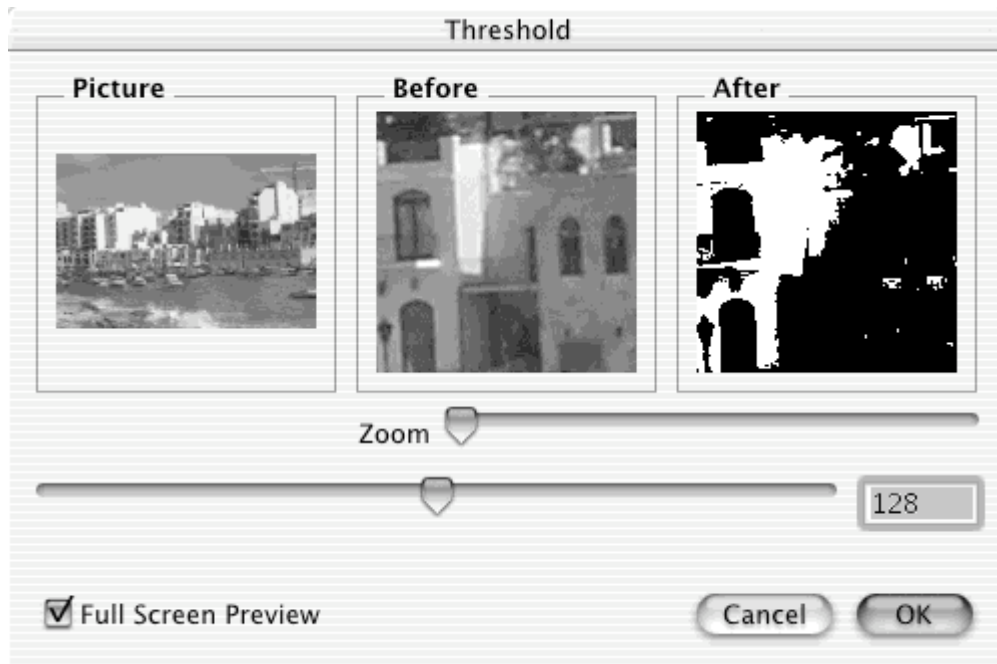 Threshold
Picture
Before
After
Zoom
128
Full Screen Preview
Cancel
OK